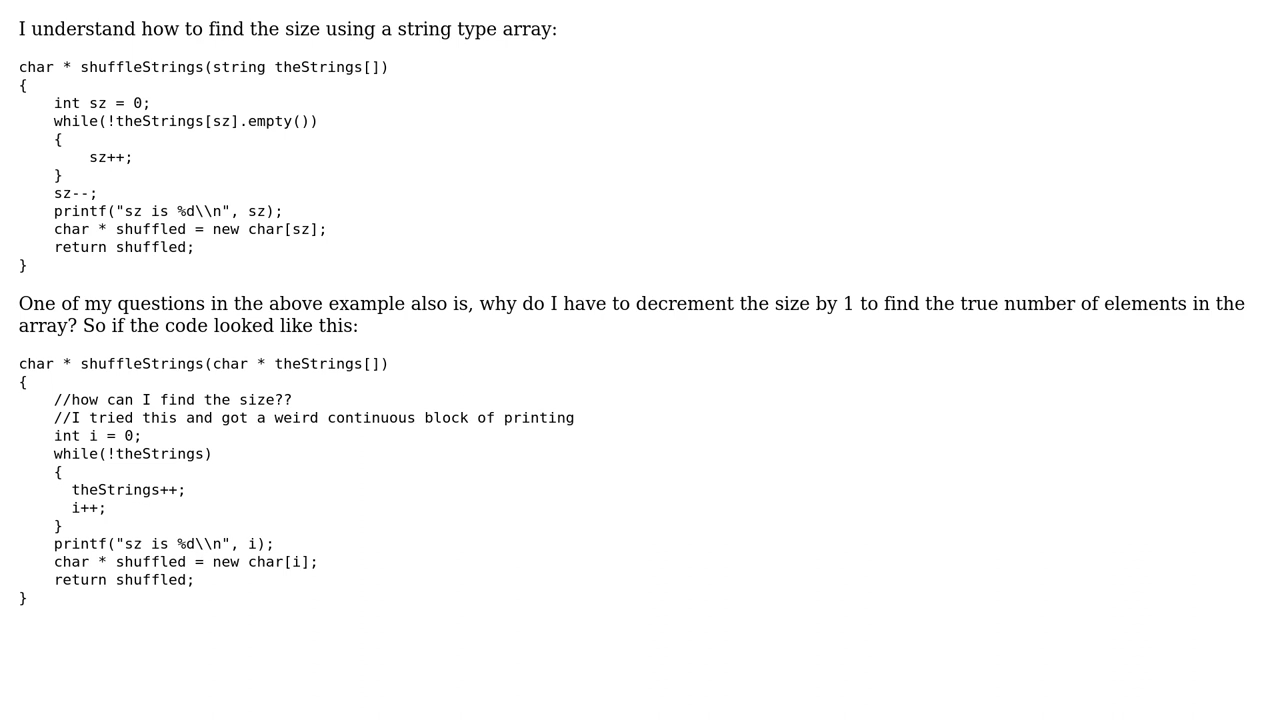 I understand how to find the size using a string type array:
char * shuffleStrings(string theStrings[])
{
    int sz = 0;
    while(!theStrings[sz].empty())
    {
        sz++;
    }
    sz--;
    printf("sz is %d\\n", sz);
    char * shuffled = new char[sz];
    return shuffled;
}
One of my questions in the above example also is, why do I have to decrement the size by 1 to find the true number of elements in the
array? So if the code looked like this:
char * shuffleStrings(char * theStrings[])
{
    //how can I find the size??
    //I tried this and got a weird continuous block of printing
    int i = 0;
    while(!theStrings)
    {
      theStrings++;
      i++;
    }
    printf("sz is %d\\n", i);
    char * shuffled = new char[i];
    return shuffled;
}